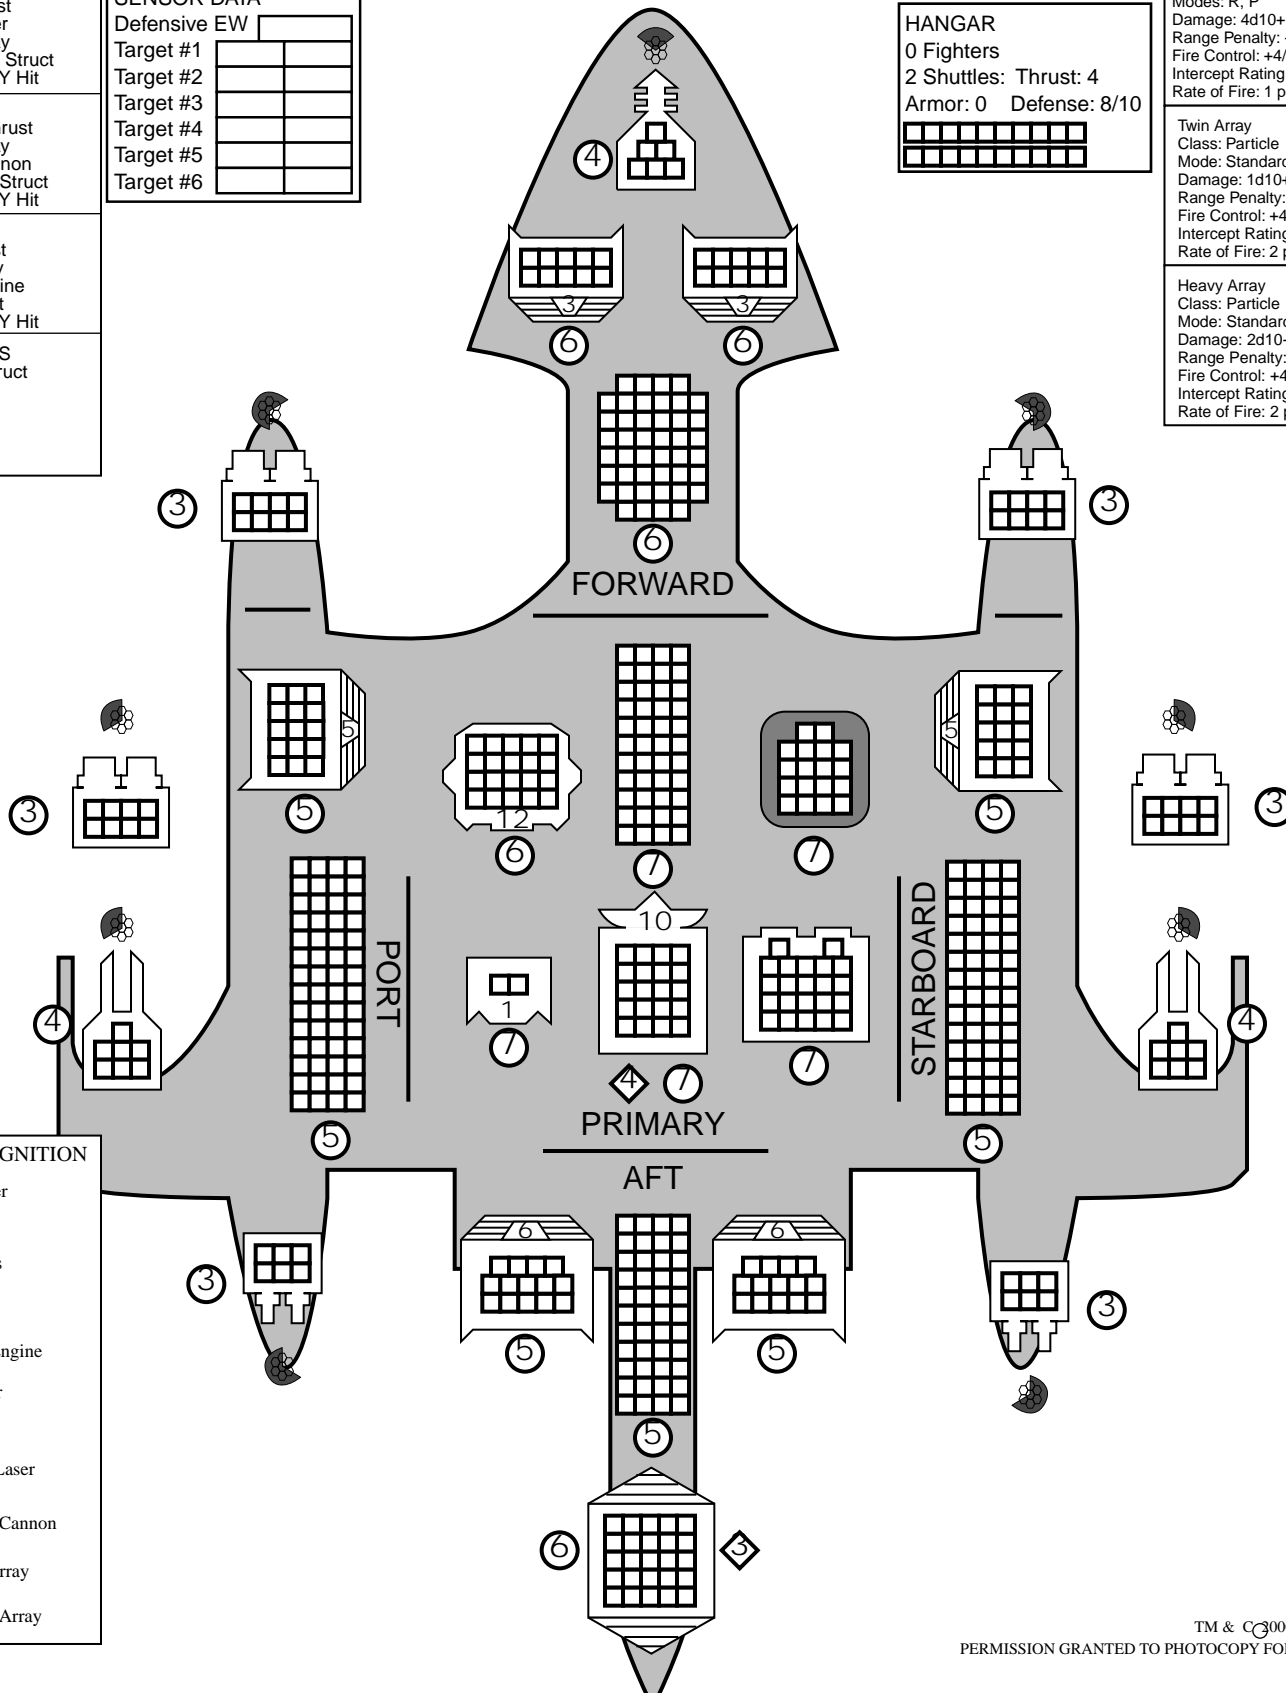 Struct
Y Hit
rust
non
Struct
Y Hit
ine
Y Hit
SENSOR DATA
Defensive EW
Target #1
Target #2
Target #3
Target #4
Target #5
Target #6
HANGAR
0 Fighters
2 Shuttles: Thrust: 4
Armor: 0 Defense: 8/10
Modes: R, P
Damage: 4d10+
Range Penalty:
Fire Control: +4/
Intercept Rating
Rate of Fire: 1 p
Twin Array
Class: Particle
Mode: Standard
Damage: 1d10+
Range Penalty:
Fire Control: +4
Intercept Rating
Rate of Fire: 2 p
Heavy Array
Class: Particle
Mode: Standard
Damage: 2d10
Range Penalty:
Fire Control: +4
Intercept Rating
Rate of Fire: 2 p
4
3
3
6
6
3
3
6
FORWARD
5
5
12
3
5
6
7
7
5
3
10
PORT
STARBOARD
4
1
4
7
7
4
7
5
PRIMARY
5
AFT
6
6
3
5
5
3
5
6
3
GNITION
er
s
Engine
r
Laser
Cannon
rray
Array
TM & C 200
PERMISSION GRANTED TO PHOTOCOPY FOR